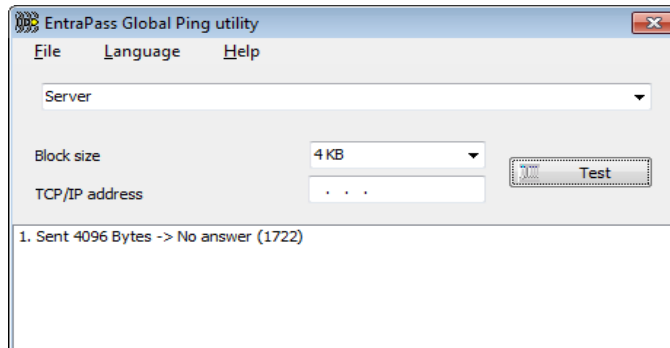 EntraPass Global Ping utility
File Language Help
Server
Block size 4 KB
Test
TCP/IP address . . .
1. Sent 4096 Bytes -> No answer (1722)